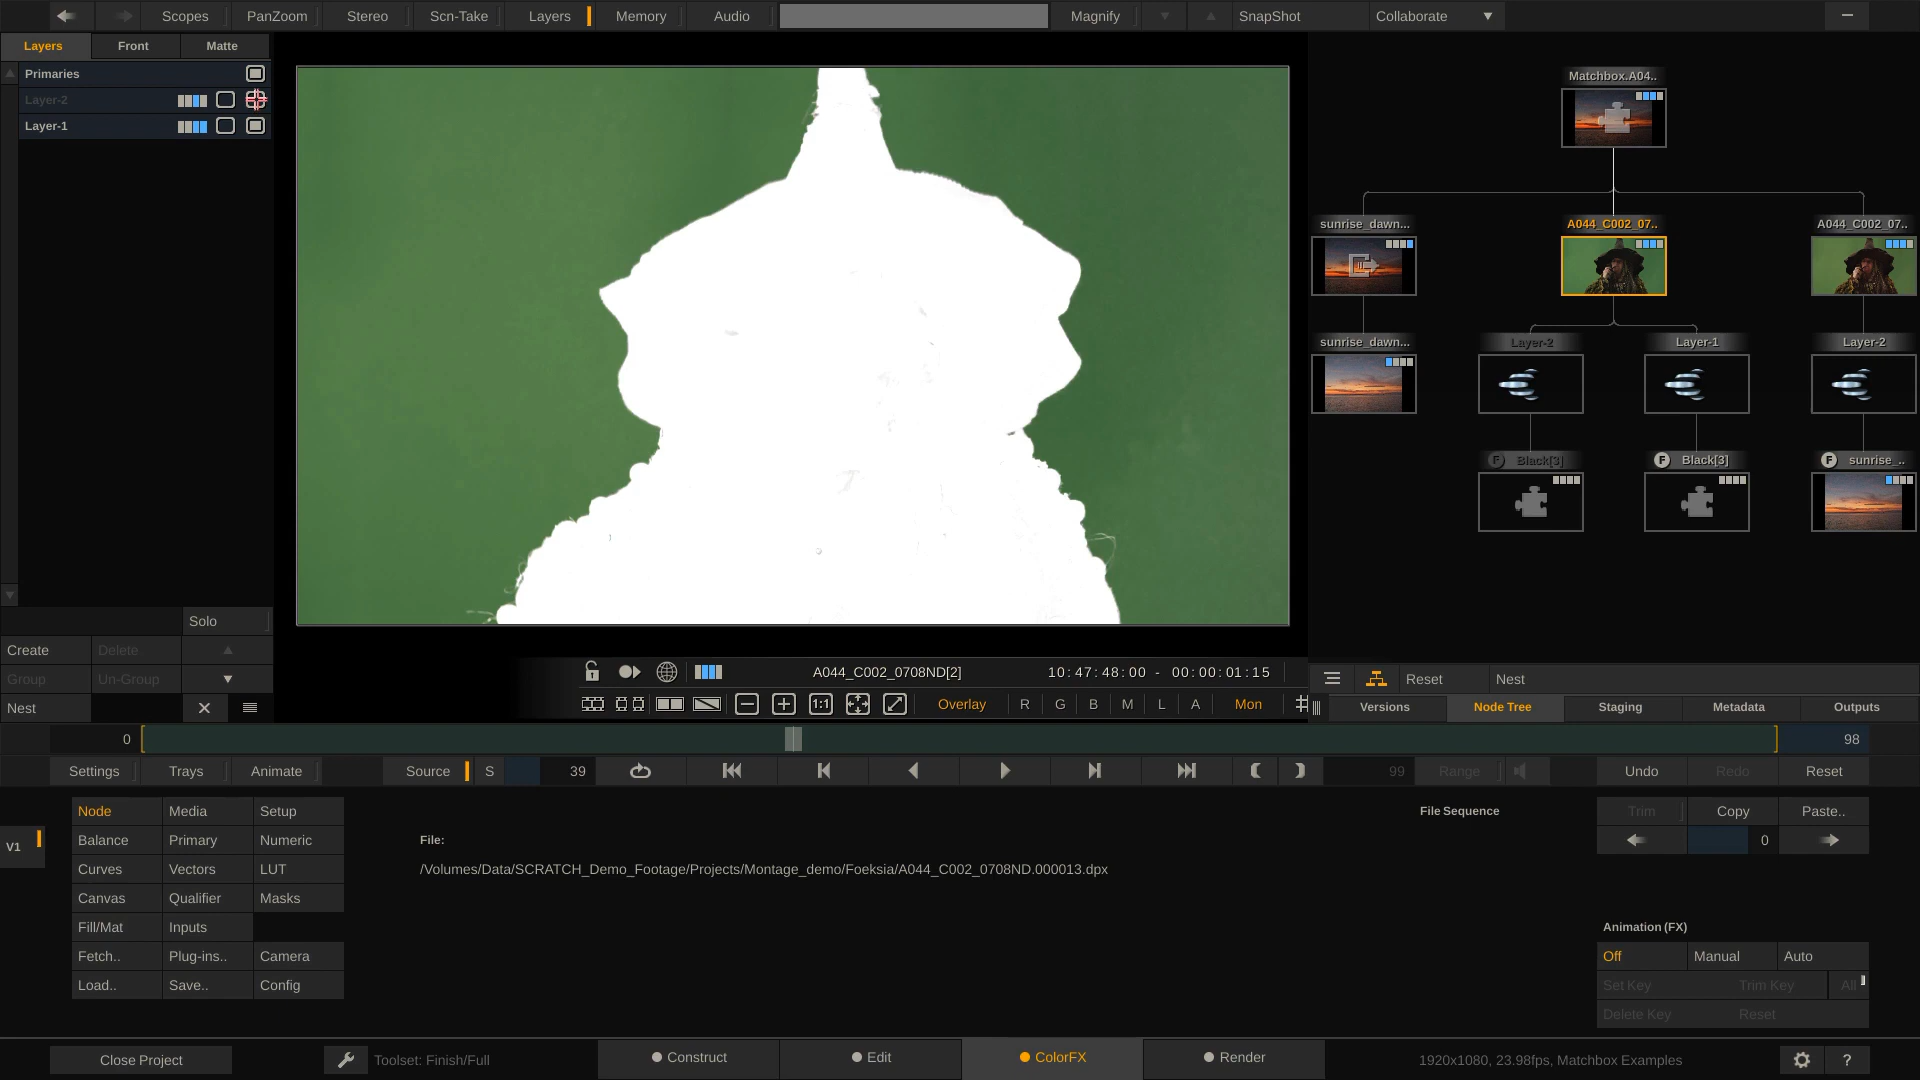 Scopes PanZoom Stereo Scn-Take Layers Memory Audio Magnify SnapShot Collaborate
Layers Front Matte
Primaries
Layer-2
Layer-1
Solo
Create Delete
Group Un-Group
Nest
Matchbox.A04..
sunrise_dawn... A044_C002_07.. A044_C002_07..
sunrise_dawn... Layer-2 Layer-1 Layer-2
F Black[3] F Black[3] F sunrise_..
A044_C002_0708ND[2] 10:47:48:00 - 00:00:01:15
1:1 Overlay R G B M L A Mon
Reset Nest
Versions Node Tree Staging Metadata Outputs
0 98
Settings Trays Animate Source S 39 99 Range Undo Redo Reset
V1
Node Media Setup
Balance Primary Numeric
Curves Vectors LUT
Canvas Qualifier Masks
Fill/Mat Inputs
Fetch.. Plug-ins.. Camera
Load.. Save.. Config
File:
/Volumes/Data/SCRATCH_Demo_Footage/Projects/Montage_demo/Foeksia/A044_C002_0708ND.000013.dpx
File Sequence
Trim Copy Paste..
0
Animation (FX)
Off Manual Auto
Set Key Trim Key All
Delete Key Reset
Close Project Toolset: Finish/Full Construct Edit ColorFX Render 1920x1080, 23.98fps, Matchbox Examples ?